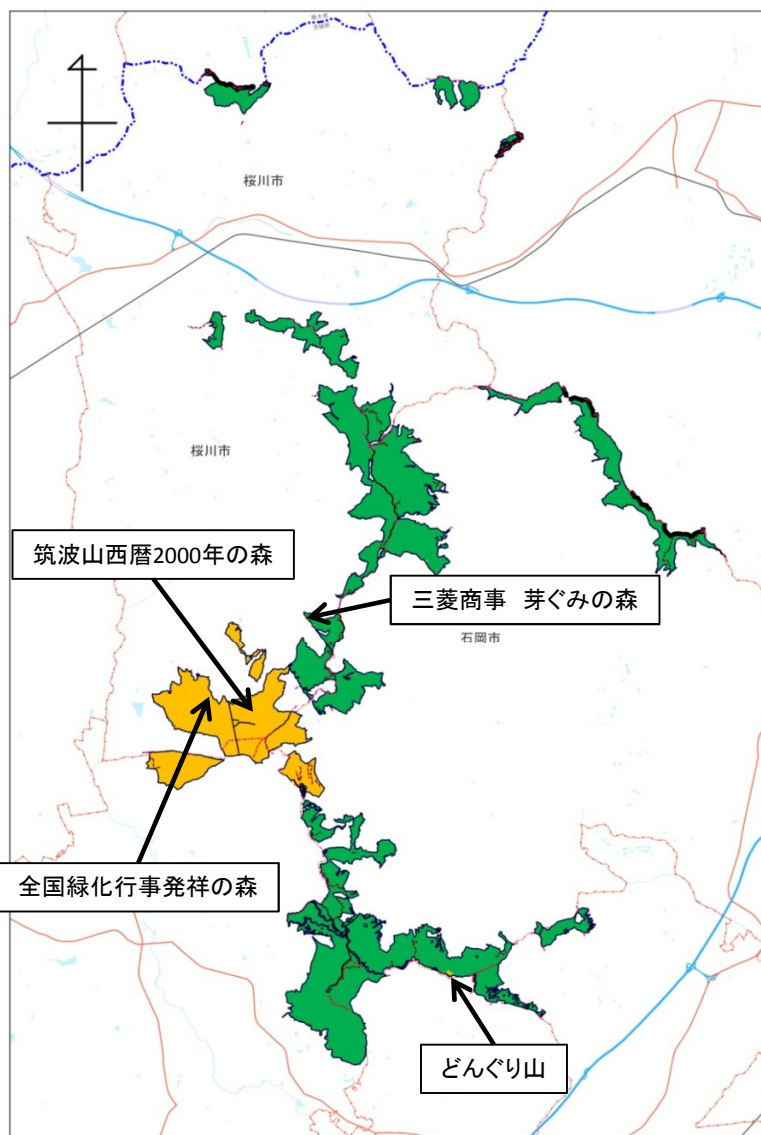 桜川市
桜川市
筑波山西暦2000年の森
三菱商事 芽ぐみの森
石岡市
全国緑化行事発祥の森
どんぐり山